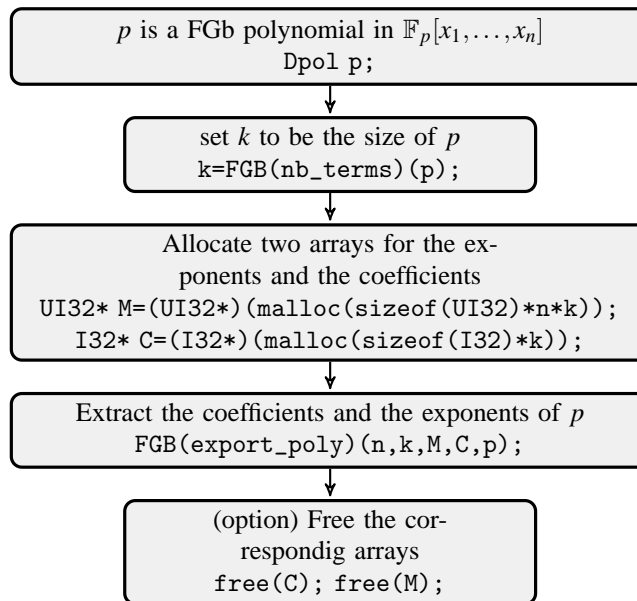 p is a FGb polynomial in 𝔽ₚ[x₁,…,xₙ]
Dpol p;
set k to be the size of p
k=FGB(nb_terms)(p);
Allocate two arrays for the ex-
ponents and the coefficients
UI32* M=(UI32*)(malloc(sizeof(UI32)*n*k));
I32* C=(I32*)(malloc(sizeof(I32)*k));
Extract the coefficients and the exponents of p
FGB(export_poly)(n,k,M,C,p);
(option) Free the cor-
respondig arrays
free(C); free(M);